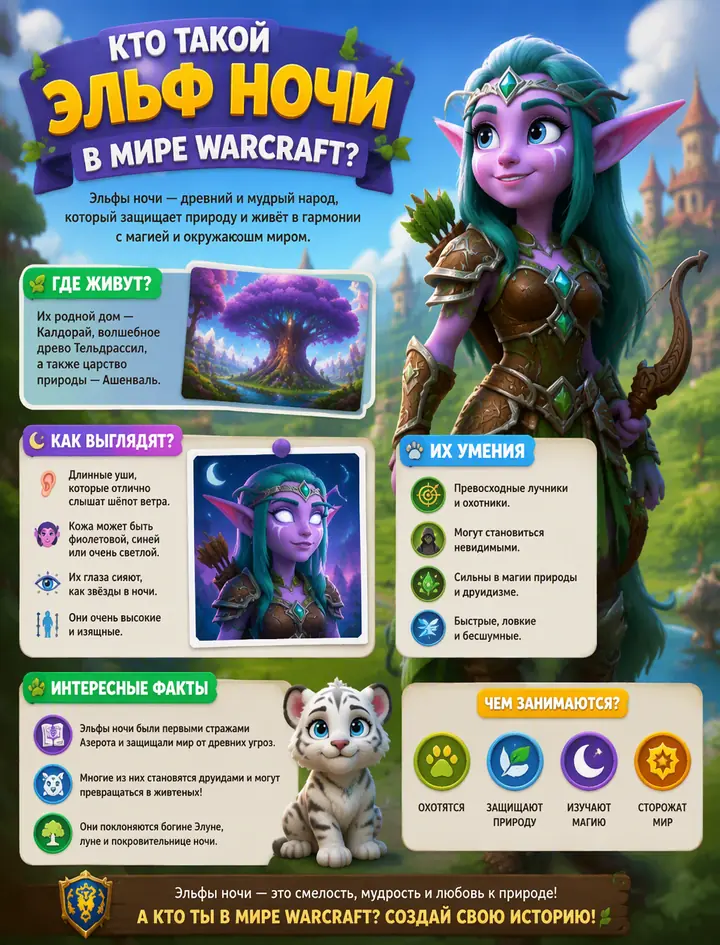 КТО ТАКОЙ
ЭЛЬФ НОЧИ
В МИРЕ WARCRAFT?
Эльфы ночи — древний и мудрый народ,
который защищает природу и живёт в гармонии
с магией и окружаюошм миром.
ГДЕ ЖИВУТ?
Их родной дом —
Калдорай, волшебное
древо Тельдрассил,
а также царство
природы — Ашенваль.
КАК ВЫГЛЯДЯТ?
Длинные уши,
которые отлично
слышат шёпот ветра.
Кожа может быть
фиолетовой, синей
или очень светлой.
Их глаза сияют,
как звёзды в ночи.
Они очень высокие
и изящные.
ИХ УМЕНИЯ
Превосходные лучники
и охотники.
Могут становиться
невидимыми.
Сильны в магии природы
и друидизме.
Быстрые, ловкие
и бесшумные.
ИНТЕРЕСНЫЕ ФАКТЫ
Эльфы ночи были первыми стражами
Азерота и защищали мир от древних угроз.
Многие из них становятся друидами и могут
превращаться в живтеных!
Они поклоняются богине Элуне,
луне и покровительнице ночи.
ЧЕМ ЗАНИМАЮТСЯ?
ОХОТЯТСЯ
ЗАЩИЩАЮТ
ПРИРОДУ
ИЗУЧАЮТ
МАГИЮ
СТОРОЖАТ
МИР
Эльфы ночи — это смелость, мудрость и любовь к природе!
А КТО ТЫ В МИРЕ WARCRAFT? СОЗДАЙ СВОЮ ИСТОРИЮ!